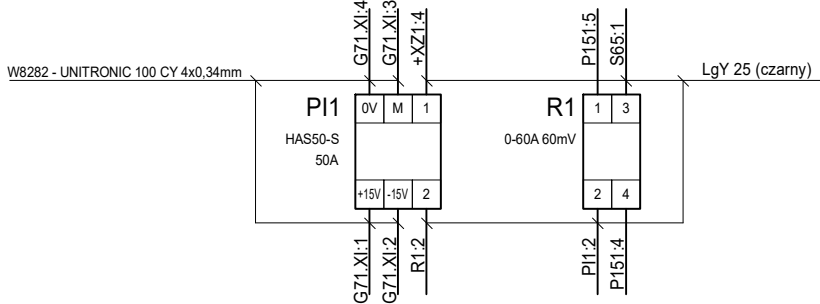 G71.XI:4
G71.XI:3
+XZ1:4
P151:5
S65:1
W8282 - UNITRONIC 100 CY 4x0,34mm
LgY 25 (czarny)
PI1
0V M 1
R1
1 3
HAS50-S
50A
0-60A 60mV
+15V -15V 2
2 4
G71.XI:1
G71.XI:2
R1:2
PI1:2
P151:4